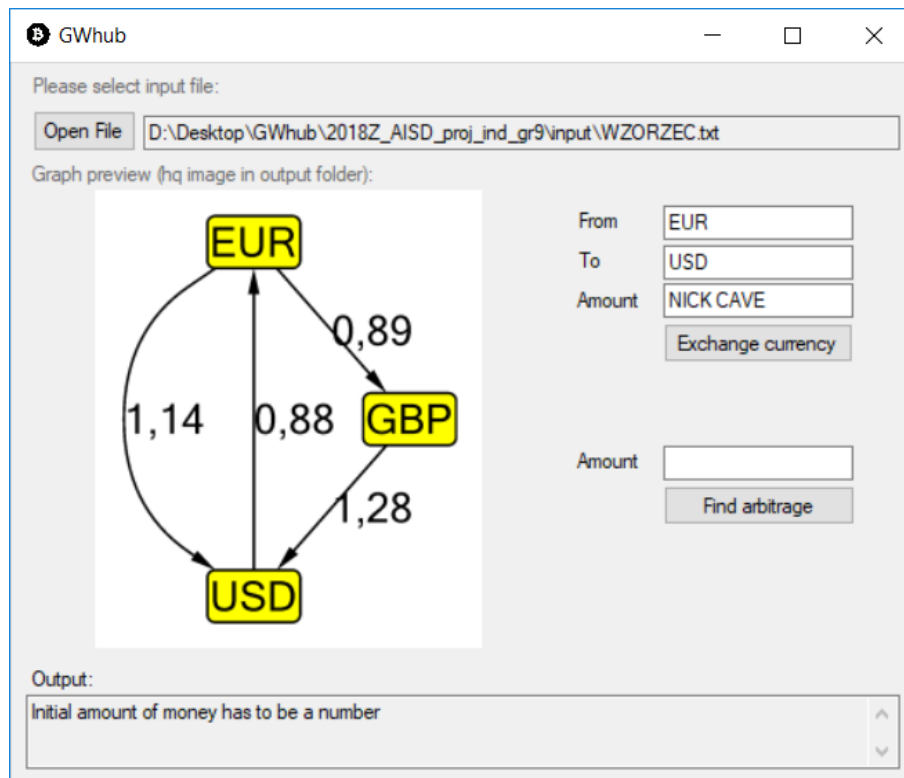 GWhub
Please select input file:
Open File D:\Desktop\GWhub\2018Z_AISD_proj_ind_gr9\input\WZORZEC.txt
Graph preview (hq image in output folder):
EUR
0,89
1,14
0,88
GBP
1,28
USD
From EUR
To USD
Amount NICK CAVE
Exchange currency
Amount
Find arbitrage
Output:
Initial amount of money has to be a number